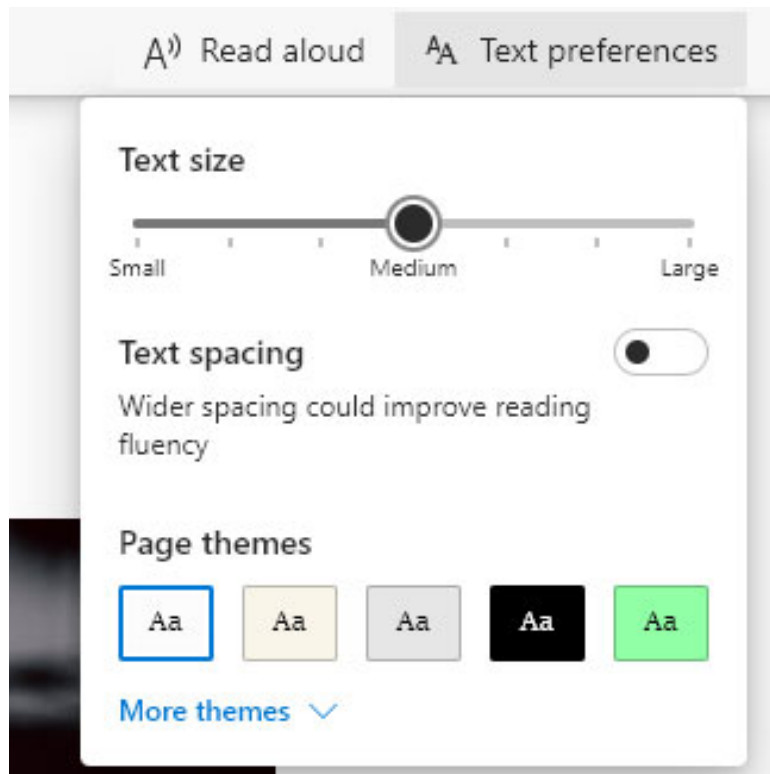 Read aloud Text preferences
Text size
Small Medium Large
Text spacing
Wider spacing could improve reading
fluency
Page themes
Aa Aa Aa Aa Aa
More themes